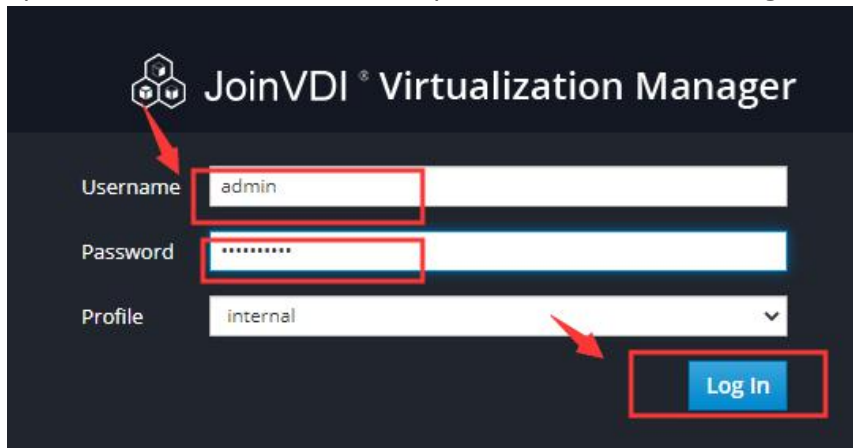 JoinVDI ® Virtualization Manager
Username admin
Password ••••••••••
Profile internal
Log In